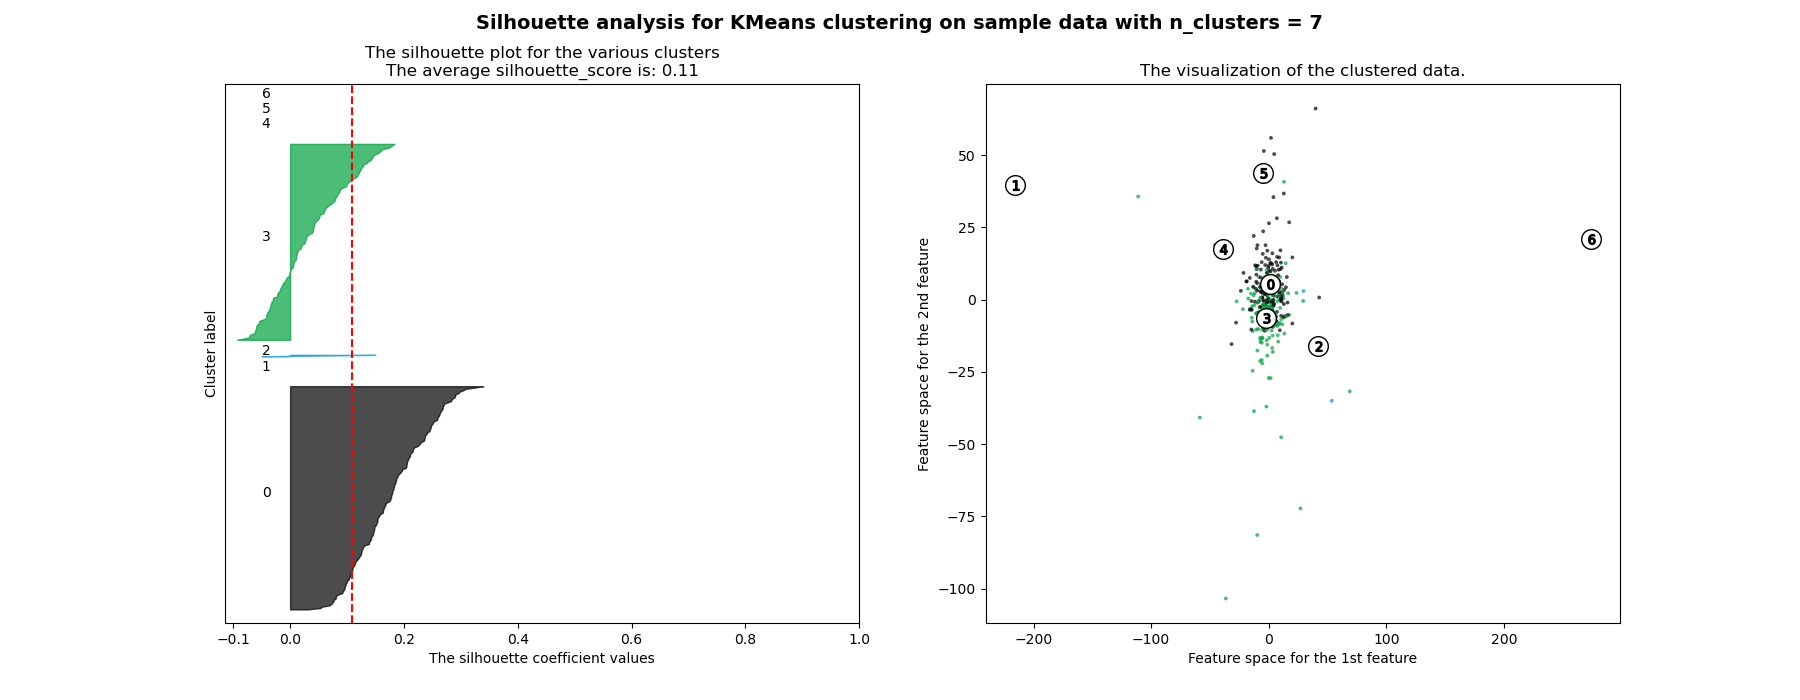 Silhouette analysis for KMeans clustering on sample data with n_clusters = 7
The silhouette plot for the various clusters
The average silhouette_score is: 0.11
6
5
4
3
2
1
0
Cluster label
−0.1 0.0 0.2 0.4 0.6 0.8 1.0
The silhouette coefficient values
The visualization of the clustered data.
50
25
0
−25
−50
−75
−100
Feature space for the 2nd feature
5
1
6
4
0
3
2
−200 −100 0 100 200
Feature space for the 1st feature